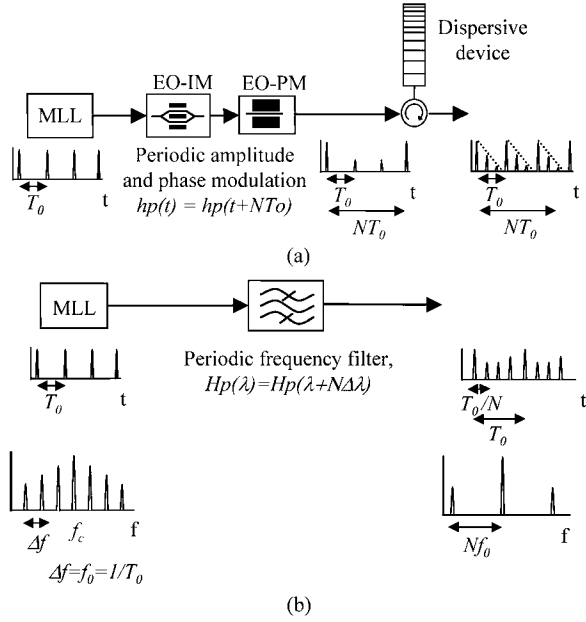 Dispersive
device
EO-IM
EO-PM
MLL
Periodic amplitude
and phase modulation
hp(t) = hp(t+NTo)
T0
t
T0
t
NT0
T0
t
NT0
(a)
MLL
Periodic frequency filter,
Hp(λ)=Hp(λ+NΔλ)
T0
t
T0/N
t
T0
Δf
fc
f
Nf0
f
Δf=f0=1/T0
(b)